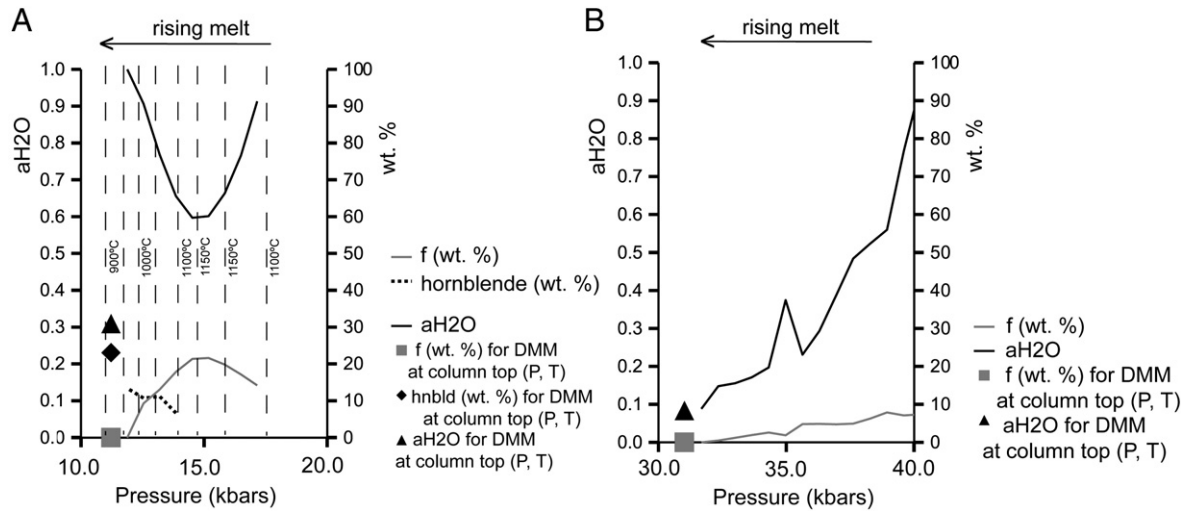 A
rising melt
1.0
0.9
0.8
0.7
0.6
0.5
0.4
0.3
0.2
0.1
0.0
aH2O
100
90
80
70
60
50
40
30
20
10
0
wt. %
900ºC
1000ºC
1100ºC
1150ºC
1150ºC
1100ºC
10.0
15.0
20.0
Pressure (kbars)
f (wt. %)
hornblende (wt. %)
aH2O
f (wt. %) for DMM
at column top (P, T)
hnbld (wt. %) for DMM
at column top (P, T)
aH2O for DMM
at column top (P, T)
B
rising melt
1.0
0.9
0.8
0.7
0.6
0.5
0.4
0.3
0.2
0.1
0.0
aH2O
100
90
80
70
60
50
40
30
20
10
0
wt. %
30.0
35.0
40.0
Pressure (kbars)
f (wt. %)
aH2O
f (wt. %) for DMM
at column top (P, T)
aH2O for DMM
at column top (P, T)